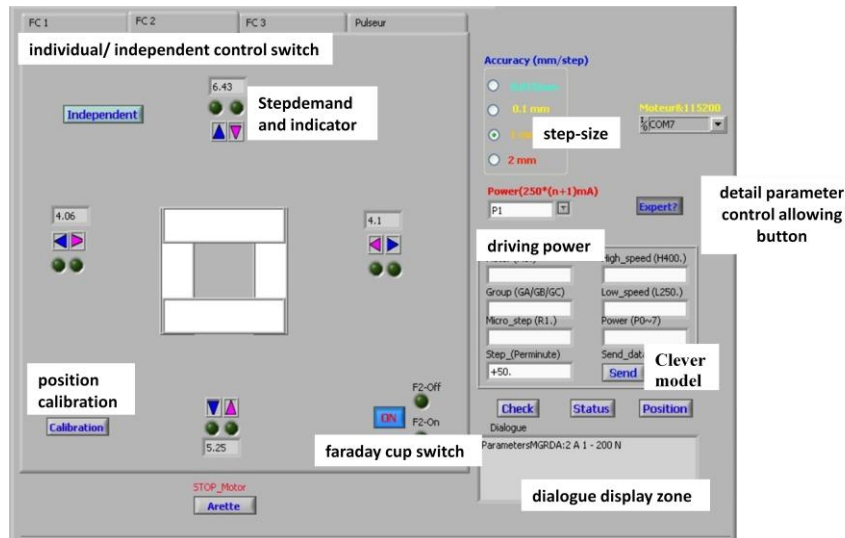 FC 1
FC 2
FC 3
Pulseur
individual/ independent control switch
6.43
Independent
Stepdemand
and indicator
4.06
4.1
position
calibration
Calibration
5.25
F2-Off
ON
F2-On
faraday cup switch
STOP_Motor
Arette
Accuracy (mm/step)
0.1 mm
step-size
2 mm
COM7
Power(250*(n+1)mA)
P1
Expert?
detail parameter
control allowing
button
driving power
High_speed (H400.)
Group (GA/GB/GC)
Low_speed (L250.)
Micro_step (R1.)
Power (P0~7)
Step_(Perminute)
+50.
Send
Clever
model
Check
Status
Position
Dialogue
ParametersMGRDA:2 A 1 - 200 N
dialogue display zone